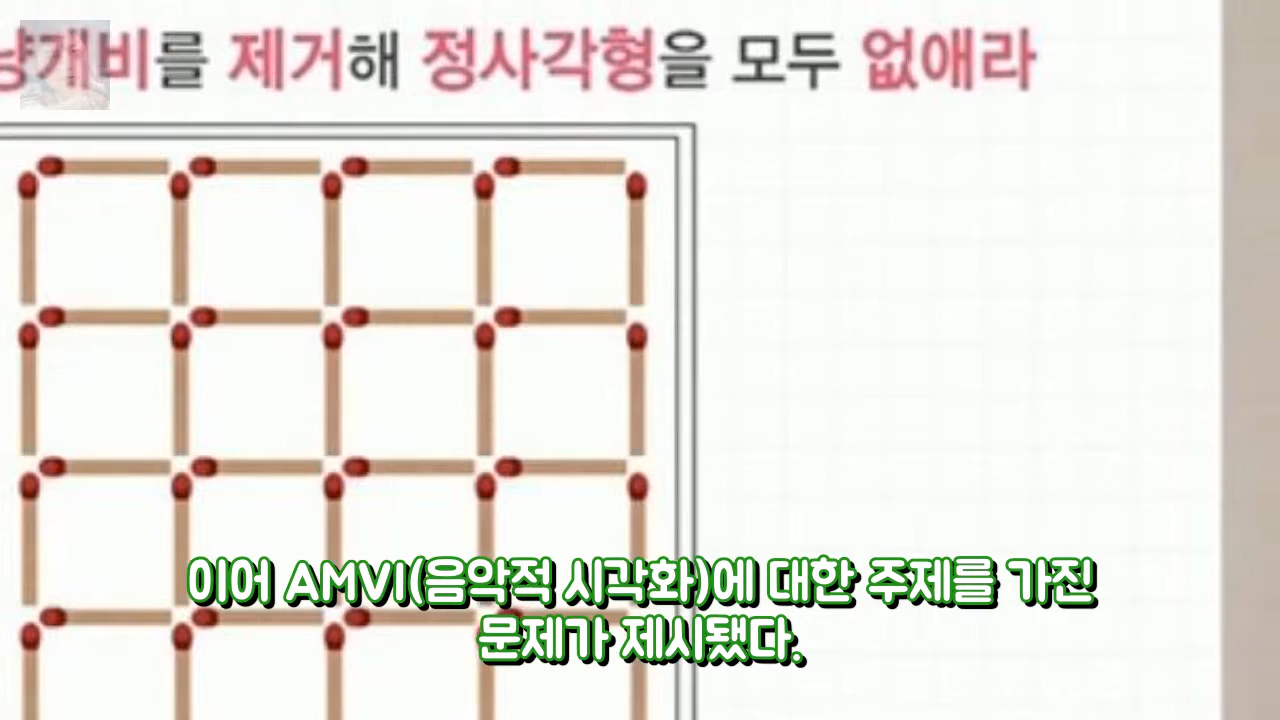 냥개비를 제거해 정사각형을 모두 없애라
이어 AMVI(음악적 시각화)에 대한 주제를 가진
문제가 제시됐다.